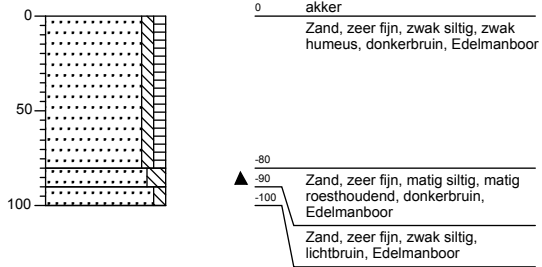 0
50
100
0 akker
Zand, zeer fijn, zwak siltig, zwak
humeus, donkerbruin, Edelmanboor
-80
Zand, zeer fijn, matig siltig, matig
roesthoudend, donkerbruin,
Edelmanboor
-90
Zand, zeer fijn, zwak siltig,
lichtbruin, Edelmanboor
-100